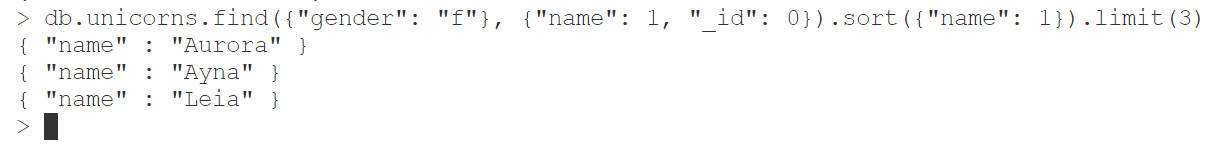 > db.unicorns.find({"gender": "f"}, {"name": 1, "_id": 0}).sort({"name": 1}).limit(3)
{ "name" : "Aurora" }
{ "name" : "Ayna" }
{ "name" : "Leia" }
>